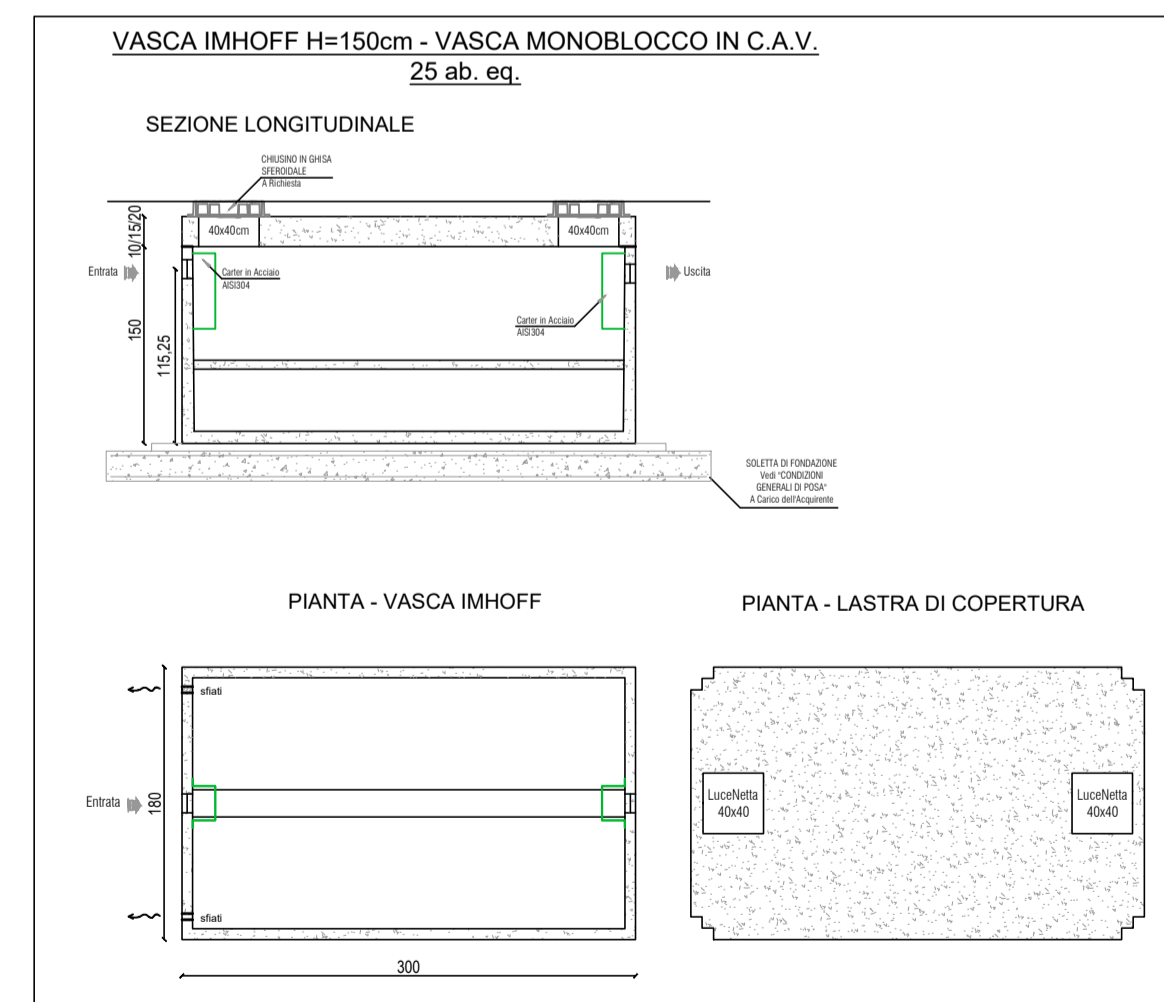 VASCA IMHOFF H=150cm - VASCA MONOBLOCCO IN C.A.V.
25 ab. eq.
SEZIONE LONGITUDINALE
CHIUSINO IN GHISA
SFEROIDALE
A Richiesta
10/15/20
40x40cm
40x40cm
Entrata
Carter in Acciaio
AISI304
Uscita
150
115,25
Carter in Acciaio
AISI304
SOLETTA DI FONDAZIONE
Vedi "CONDIZIONI
GENERALI DI POSA"
A Carico dell'Acquirente
PIANTA - VASCA IMHOFF
PIANTA - LASTRA DI COPERTURA
sfiati
Entrata
180
LuceNetta
40x40
LuceNetta
40x40
sfiati
300